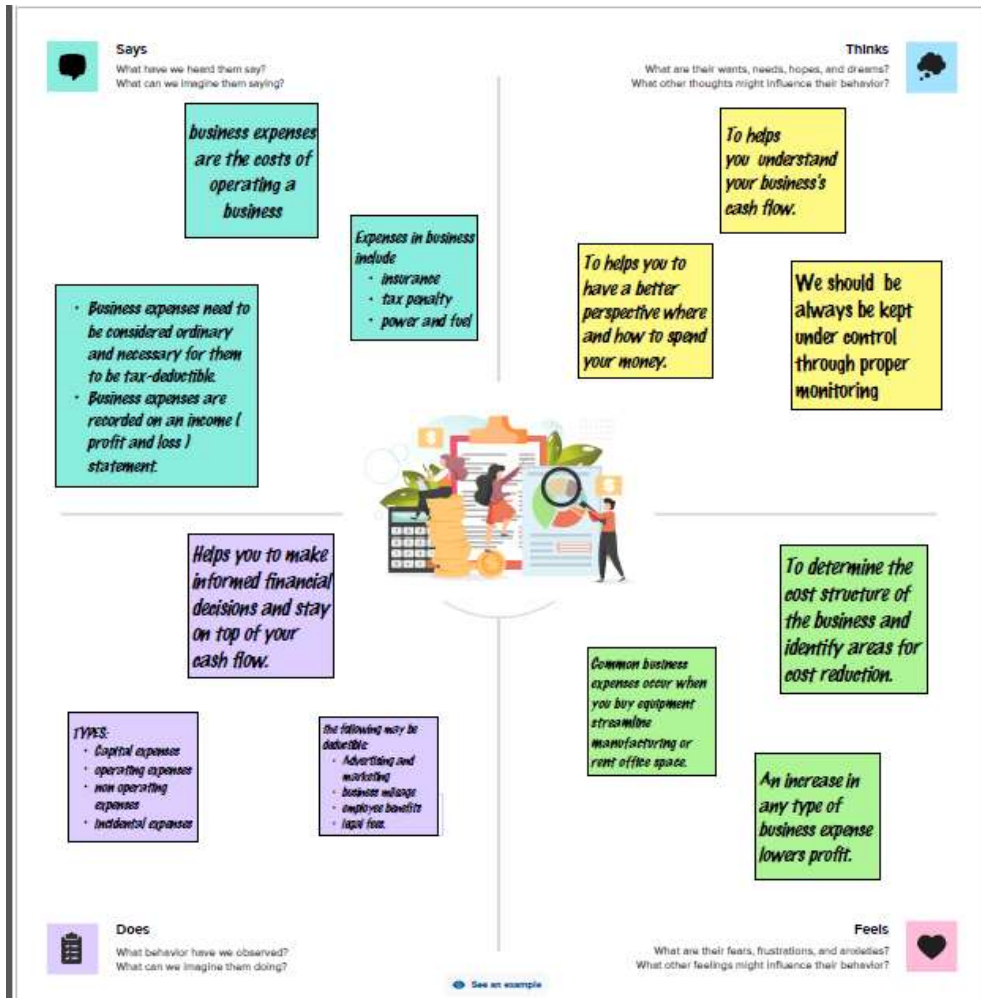 Says
What have we heard them say?
What can we imagine them saying?
business expenses
are the costs of
operating a
business
Expenses in business
include
• insurance
• tax penalty
• power and fuel
• Business expenses need to
be considered ordinary
and necessary for them
to be tax-deductible.
• Business expenses are
recorded on an income (
profit and loss )
statement.
Thinks
What are their wants, needs, hopes, and dreams?
What other thoughts might influence their behavior?
To helps
you understand
your business's
cash flow.
To helps you to
have a better
perspective where
and how to spend
your money.
We should be
always be kept
under control
through proper
monitoring
Helps you to make
informed financial
decisions and stay
on top of your
cash flow.
TYPES:
• Capital expenses
• operating expenses
• non operating
expenses
• incidental expenses
the following may be
deductible:
• Advertising and
marketing
• business mileage
• employee benefits
• legal fees.
Does
What behavior have we observed?
What can we imagine them doing?
To determine the
cost structure of
the business and
identify areas for
cost reduction.
Common business
expenses occur when
you buy equipment
streamline
manufacturing or
rent office space.
An increase in
any type of
business expense
lowers profit.
Feels
What are their fears, frustrations, and anxieties?
What other feelings might influence their behavior?
See an example